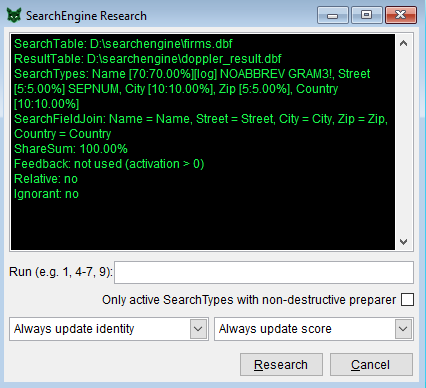 SearchEngine Research
SearchTable: D:\searchengine\firms.dbf
ResultTable: D:\searchengine\doppler_result.dbf
SearchTypes: Name [70:70.00%][log] NOABBREV GRAM3!, Street
[5:5.00%] SEPNUM, City [10:10.00%], Zip [5:5.00%], Country
[10:10.00%]
SearchFieldJoin: Name = Name, Street = Street, City = City, Zip = Zip,
Country = Country
ShareSum: 100.00%
Feedback: not used (activation > 0)
Relative: no
Ignorant: no
Run (e.g. 1, 4-7, 9):
Only active SearchTypes with non-destructive preparer
Always update identity Always update score
Research Cancel